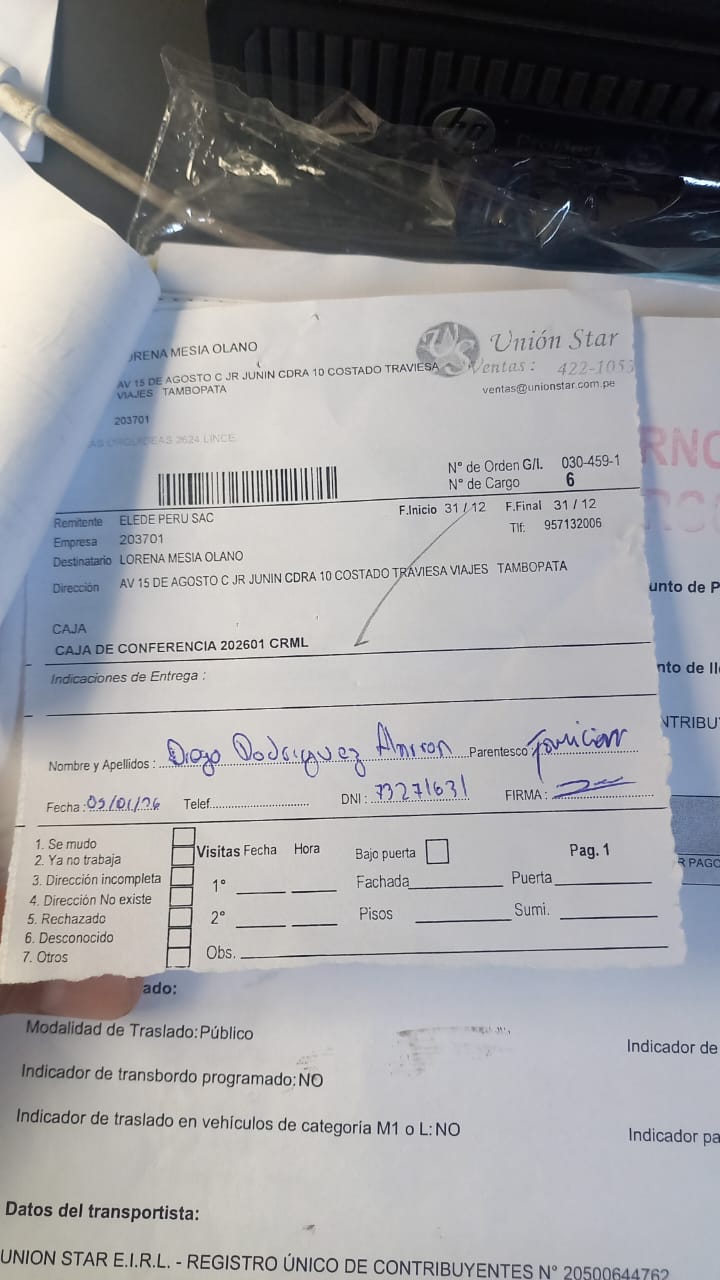 hp
ORENA MESIA OLANO
AV 15 DE AGOSTO C JR JUNIN CDRA 10 COSTADO TRAVIESA
VIAJES TAMBOPATA
203701
2624 LINCE
US Unión Star
Ventas: 422-1053
ventas@unionstar.com.pe
N° de Orden G/I. 030-459-1
N° de Cargo 6
Remitente ELEDE PERU SAC
F.Inicio 31 / 12 F.Final 31 / 12
Empresa 203701
Tlf: 957132006
Destinatario LORENA MESIA OLANO
Dirección AV 15 DE AGOSTO C JR JUNIN CDRA 10 COSTADO TRAVIESA VIAJES TAMBOPATA
CAJA
CAJA DE CONFERENCIA 202601 CRML
Indicaciones de Entrega :
Nombre y Apellidos : Diego Rodriguez Parentesco
Fecha : 05/01/26 Telef. DNI : 73271631 FIRMA :
1. Se mudo
2. Ya no trabaja
3. Dirección incompleta
4. Dirección No existe
5. Rechazado
6. Desconocido
7. Otros
Visitas Fecha Hora Bajo puerta Pag. 1
1° Fachada Puerta
2° Pisos Sumi.
Obs.
RNO
unto de P
nto de ll
NTRIBU
R PAGO
ado:
Modalidad de Traslado:Público
Indicador de
Indicador de transbordo programado:NO
Indicador de traslado en vehículos de categoría M1 o L:NO
Indicador pa
Datos del transportista:
UNION STAR E.I.R.L. - REGISTRO ÚNICO DE CONTRIBUYENTES N° 20500644762